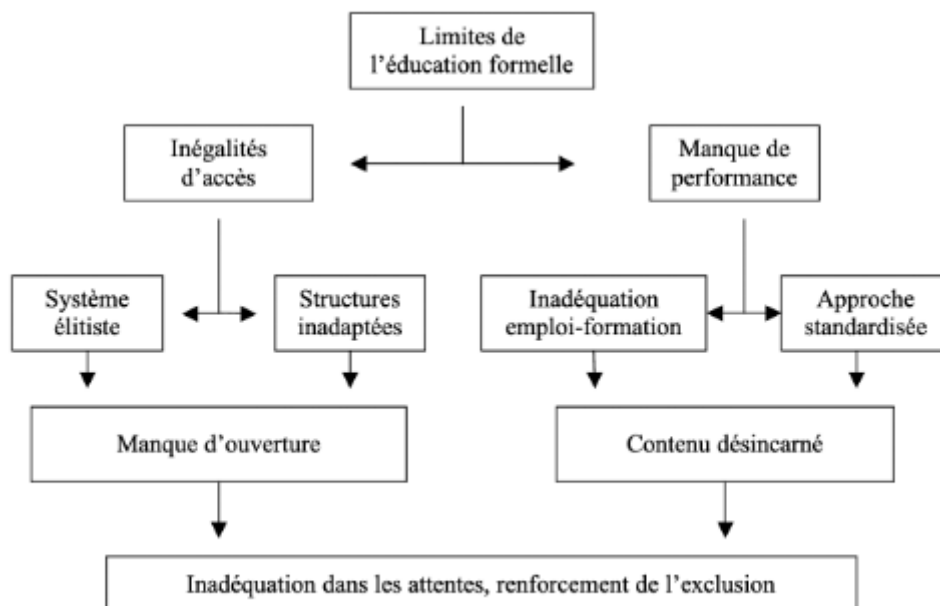 Limites de
l'éducation formelle
Inégalités
d'accès
Manque de
performance
Système
élitiste
Structures
inadaptées
Inadéquation
emploi-formation
Approche
standardisée
Manque d'ouverture
Contenu désincarné
Inadéquation dans les attentes, renforcement de l'exclusion